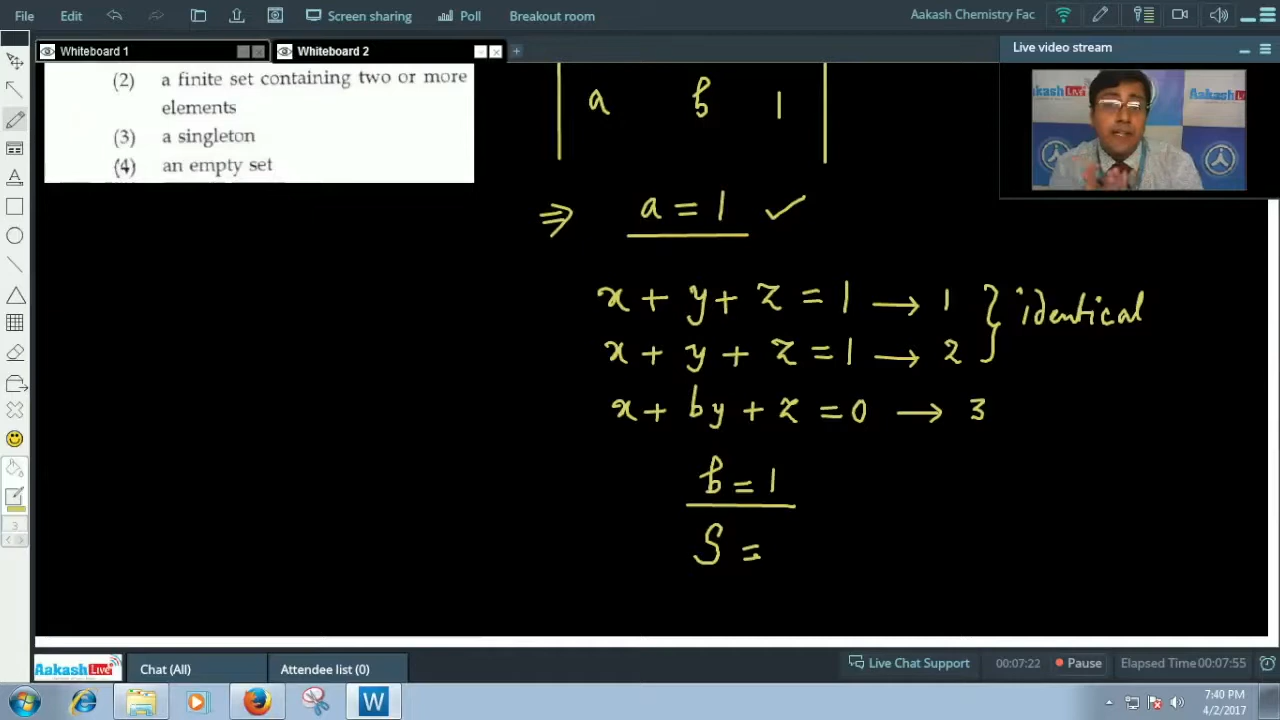 File Edit Screen sharing Poll Breakout room Aakash Chemistry Fac
Whiteboard 1 Whiteboard 2
Live video stream
(2) a finite set containing two or more
elements
(3) a singleton
(4) an empty set
a b 1
⇒ a = 1 ✓
x + y + z = 1 → 1
x + y + z = 1 → 2 } identical
x + by + z = 0 → 3
b = 1
S =
Aakash Live Chat (All) Attendee list (0) Live Chat Support 00:07:22 Pause Elapsed Time 00:07:55
7:40 PM
4/2/2017